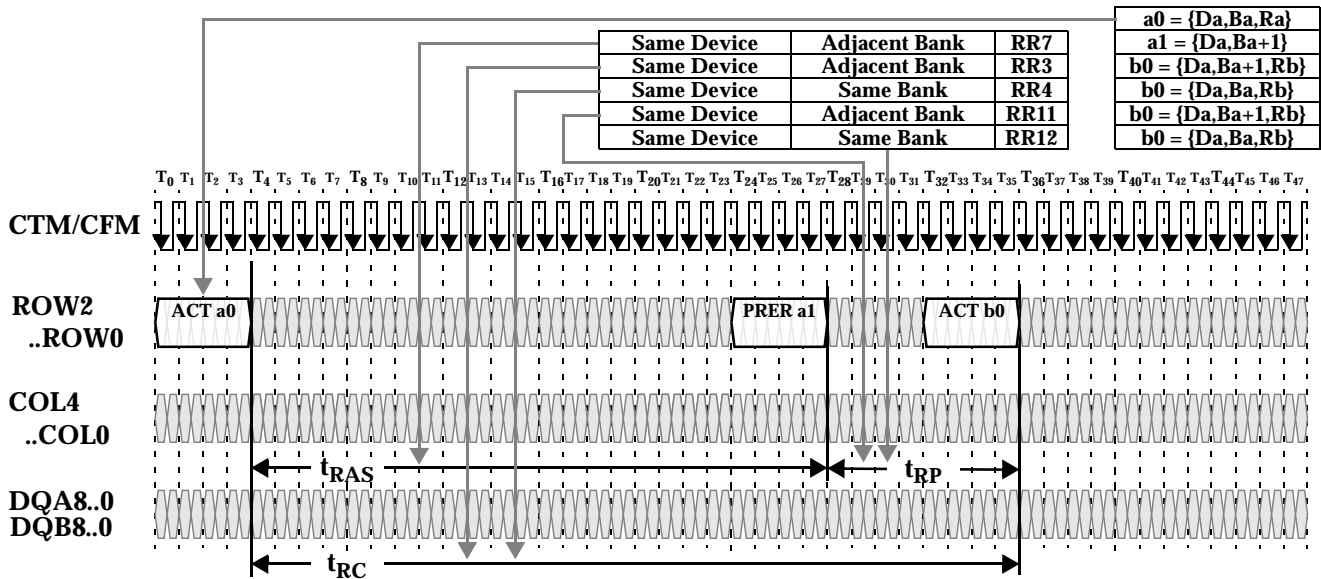 a0 = {Da,Ba,Ra}
Same Device Adjacent Bank RR7 a1 = {Da,Ba+1}
Same Device Adjacent Bank RR3 b0 = {Da,Ba+1,Rb}
Same Device Same Bank RR4 b0 = {Da,Ba,Rb}
Same Device Adjacent Bank RR11 b0 = {Da,Ba+1,Rb}
Same Device Same Bank RR12 b0 = {Da,Ba,Rb}
T0 T1 T2 T3 T4 T5 T6 T7 T8 T9 T10 T11 T12 T13 T14 T15 T16 T17 T18 T19 T20 T21 T22 T23 T24 T25 T26 T27 T28 T29 T30 T31 T32 T33 T34 T35 T36 T37 T38 T39 T40 T41 T42 T43 T44 T45 T46 T47
CTM/CFM
ROW2
..ROW0
ACT a0 PRER a1 ACT b0
COL4
..COL0
tRAS tRP
DQA8..0
DQB8..0
tRC